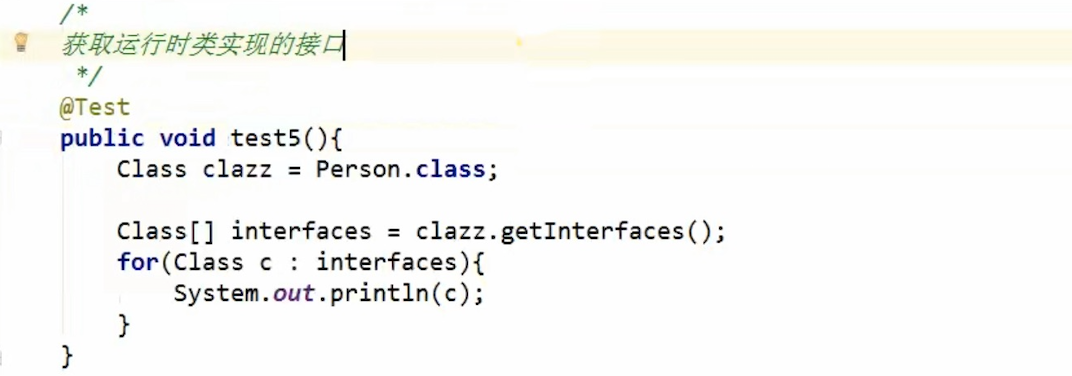 /*
获取运行时类实现的接口
*/
@Test
public void test5(){
Class clazz = Person.class;
Class[] interfaces = clazz.getInterfaces();
for(Class c : interfaces){
System.out.println(c);
}
}